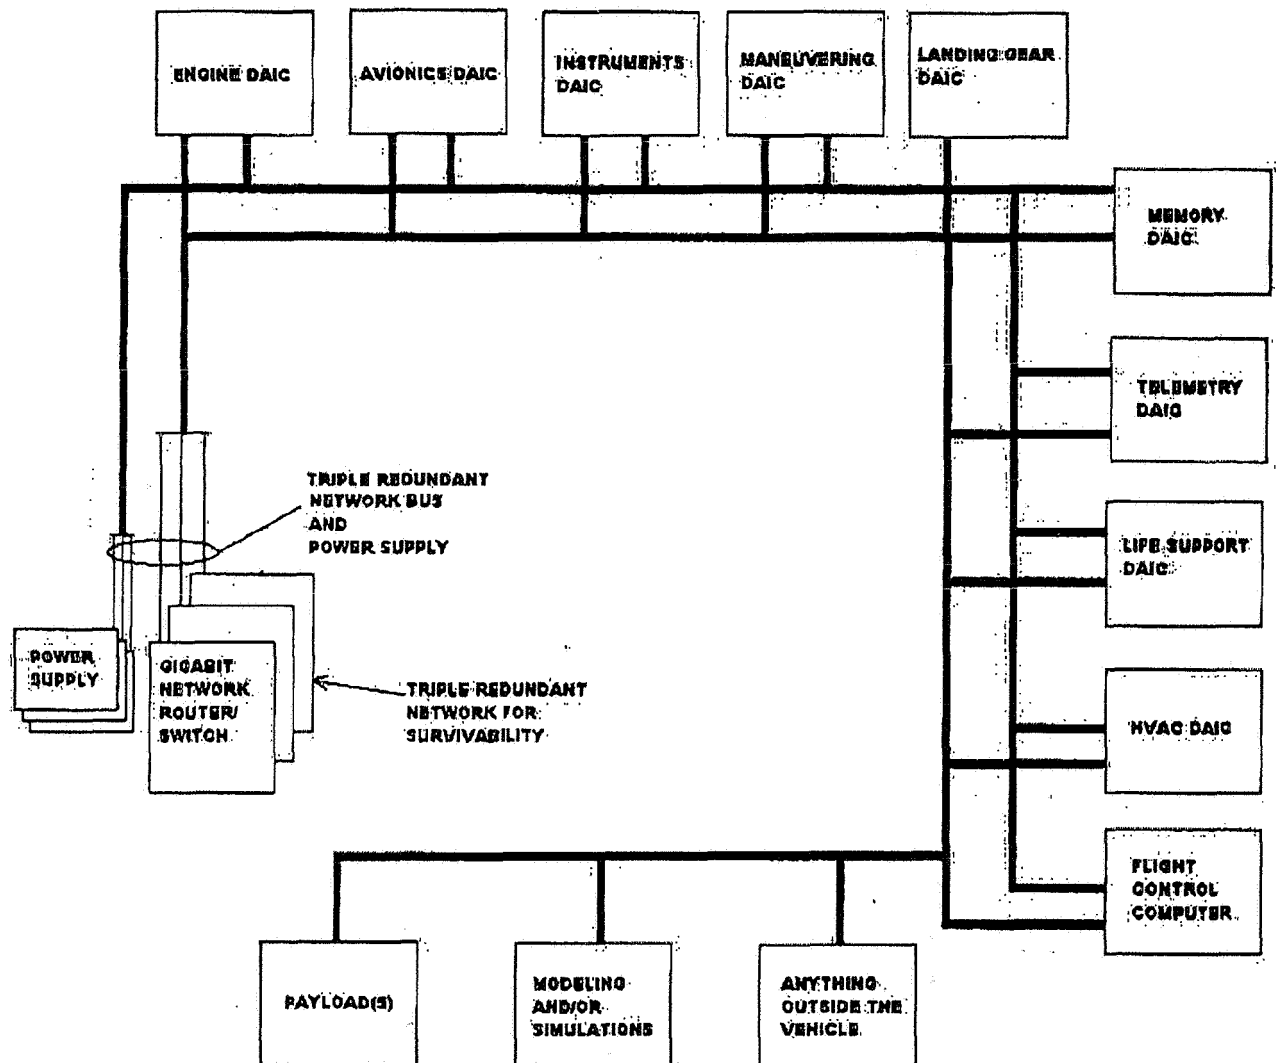 ENGINE DAIC
AVIONICS DAIC
INSTRUMENTS
DAIC
MANEUVERING
DAIC
LANDING GEAR
DAIC
MEMORY
DAIC
TELEMETRY
DAIC
TRIPLE REDUNDANT
NETWORK BUS
AND
POWER SUPPLY
LIFE SUPPORT
DAIC
POWER
SUPPLY
GIGABIT
NETWORK
ROUTER/
SWITCH
TRIPLE REDUNDANT
NETWORK FOR
SURVIVABILITY
HVAC DAIC
FLIGHT
CONTROL
COMPUTER
PAYLOAD(S)
MODELING
AND/OR
SIMULATIONS
ANYTHING
OUTSIDE THE
VEHICLE